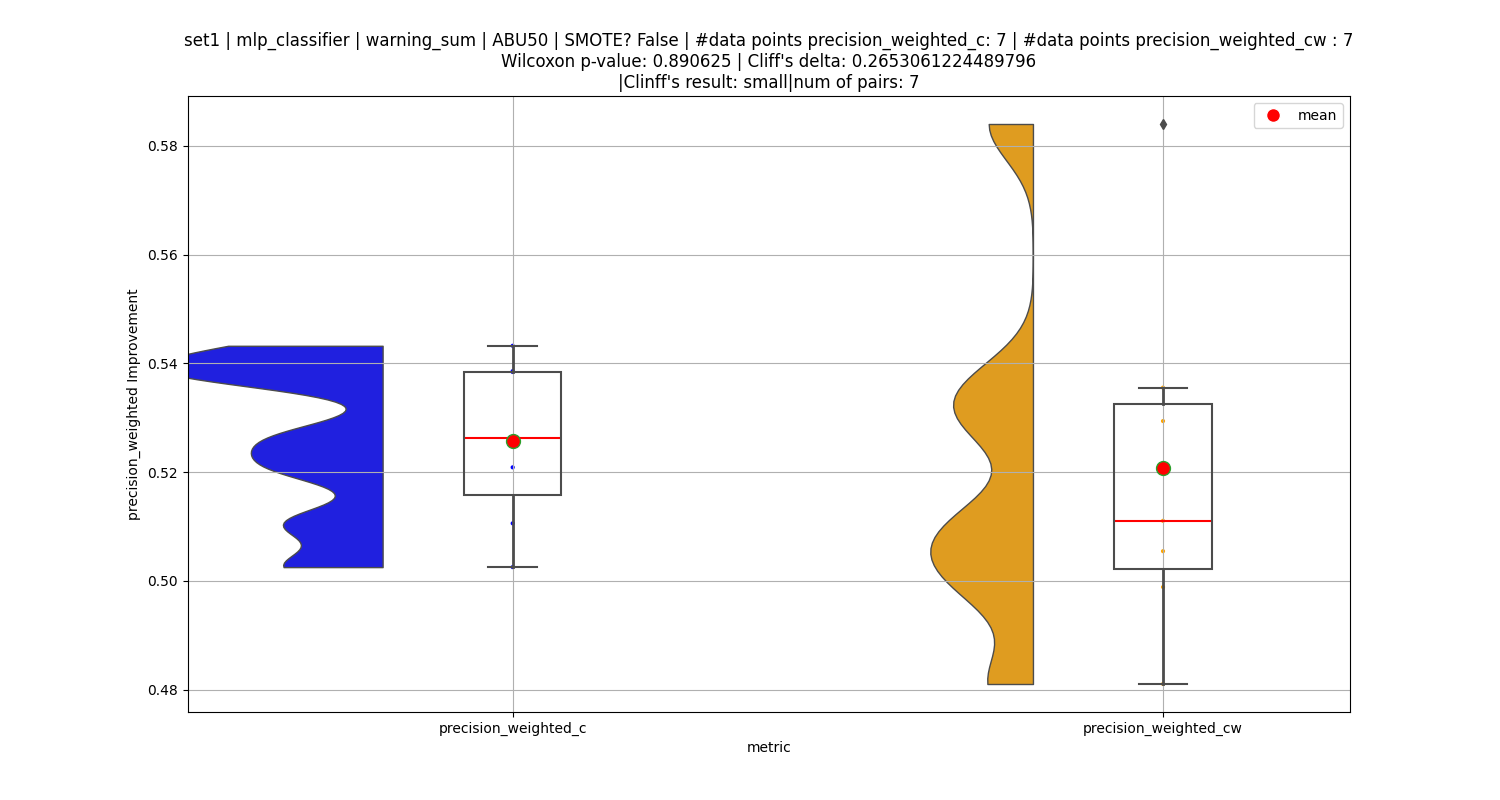 set1 | mlp_classifier | warning_sum | ABU50 | SMOTE? False | #data points precision_weighted_c: 7 | #data points precision_weighted_cw : 7
Wilcoxon p-value: 0.890625 | Cliff's delta: 0.2653061224489796
|Clinff's result: small|num of pairs: 7
mean
0.58
0.56
0.54
0.52
0.50
0.48
precision_weighted Improvement
precision_weighted_c
precision_weighted_cw
metric